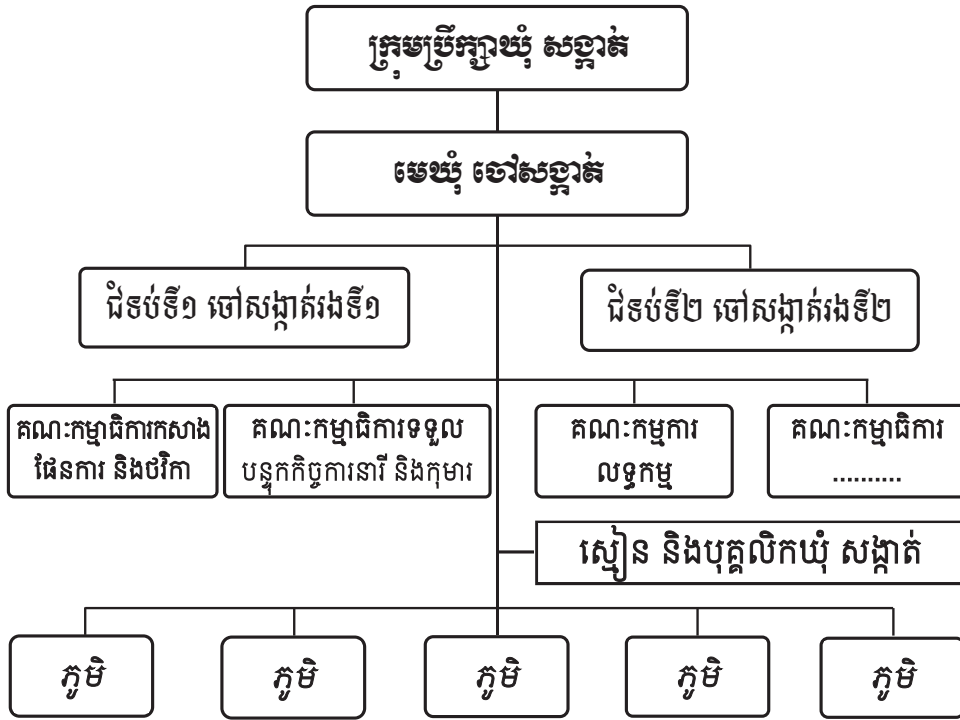 ក្រុមប្រឹក្សាឃុំ សង្កាត់
មេឃុំ ចៅសង្កាត់
ជំទប់ទី១ ចៅសង្កាត់រងទី១
ជំទប់ទី២ ចៅសង្កាត់រងទី២
គណៈកម្មាធិការកសាង
ផែនការ និងថវិកា
គណៈកម្មាធិការទទួល
បន្ទុកកិច្ចការនារី និងកុមារ
គណៈកម្មការ
លទ្ធកម្ម
គណៈកម្មាធិការ
..........
ស្មៀន និងបុគ្គលិកឃុំ សង្កាត់
ភូមិ
ភូមិ
ភូមិ
ភូមិ
ភូមិ